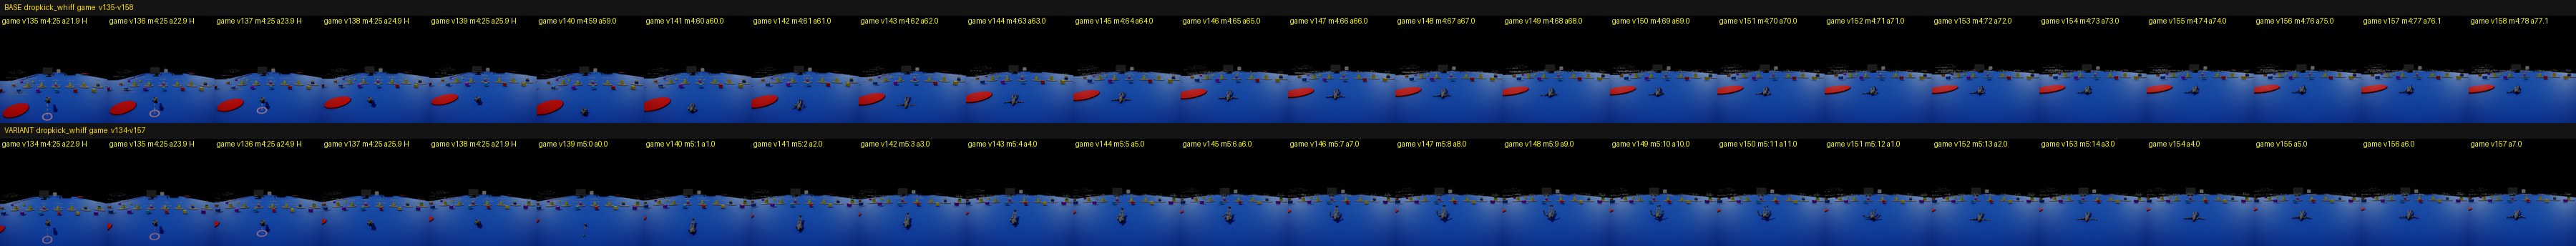 BASE dropkick_whiff game v135-v158
game v135 m4:25 a21.9 H game v136 m4:25 a22.9 H game v137 m4:25 a23.9 H game v138 m4:25 a24.9 H game v139 m4:25 a25.9 H game v140 m4:59 a59.0 game v141 m4:60 a60.0 game v142 m4:61 a61.0 game v143 m4:62 a62.0 game v144 m4:63 a63.0 game v145 m4:64 a64.0 game v146 m4:65 a65.0 game v147 m4:66 a66.0 game v148 m4:67 a67.0 game v149 m4:68 a68.0 game v150 m4:69 a69.0 game v151 m4:70 a70.0 game v152 m4:71 a71.0 game v153 m4:72 a72.0 game v154 m4:73 a73.0 game v155 m4:74 a74.0 game v156 m4:76 a75.0 game v157 m4:77 a76.1 game v158 m4:78 a77.1
VARIANT dropkick_whiff game v134-v157
game v134 m4:25 a22.9 H game v135 m4:25 a23.9 H game v136 m4:25 a24.9 H game v137 m4:25 a25.9 H game v138 m4:25 a21.9 H game v139 m5:0 a0.0 game v140 m5:1 a1.0 game v141 m5:2 a2.0 game v142 m5:3 a3.0 game v143 m5:4 a4.0 game v144 m5:5 a5.0 game v145 m5:6 a6.0 game v146 m5:7 a7.0 game v147 m5:8 a8.0 game v148 m5:9 a9.0 game v149 m5:10 a10.0 game v150 m5:11 a11.0 game v151 m5:12 a1.0 game v152 m5:13 a2.0 game v153 m5:14 a3.0 game v154 a4.0 game v155 a5.0 game v156 a6.0 game v157 a7.0